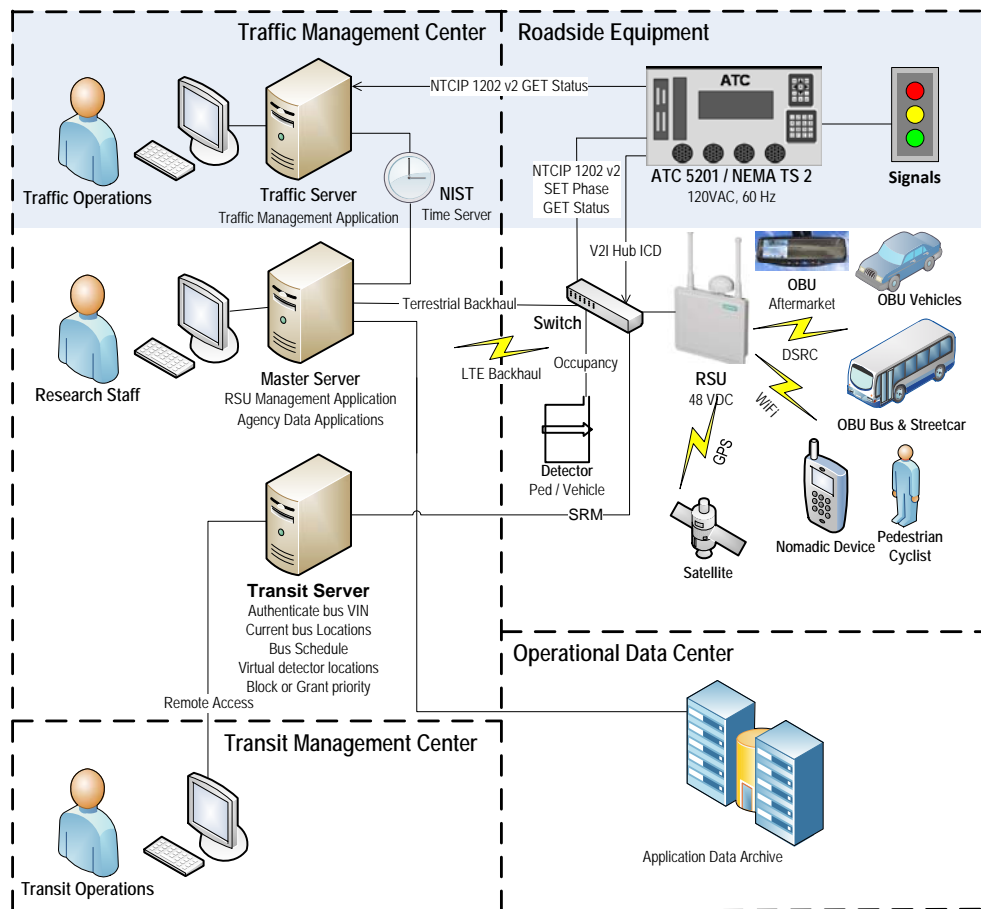 Traffic Management Center
Roadside Equipment
NTCIP 1202 v2 GET Status
ATC
Traffic Operations
Traffic Server
Traffic Management Application
NIST
Time Server
NTCIP 1202 v2
SET Phase
GET Status
ATC 5201 / NEMA TS 2
120VAC, 60 Hz
Signals
V2I Hub ICD
OBU
Aftermarket
OBU Vehicles
Terrestrial Backhaul
Switch
DSRC
LTE Backhaul
Occupancy
Research Staff
Master Server
RSU Management Application
Agency Data Applications
RSU
48 VDC
WiFi
OBU Bus & Streetcar
GPS
Detector
Ped / Vehicle
SRM
Satellite
Nomadic Device
Pedestrian
Cyclist
Transit Server
Authenticate bus VIN
Current bus Locations
Bus Schedule
Virtual detector locations
Block or Grant priority
Remote Access
Operational Data Center
Transit Management Center
Application Data Archive
Transit Operations